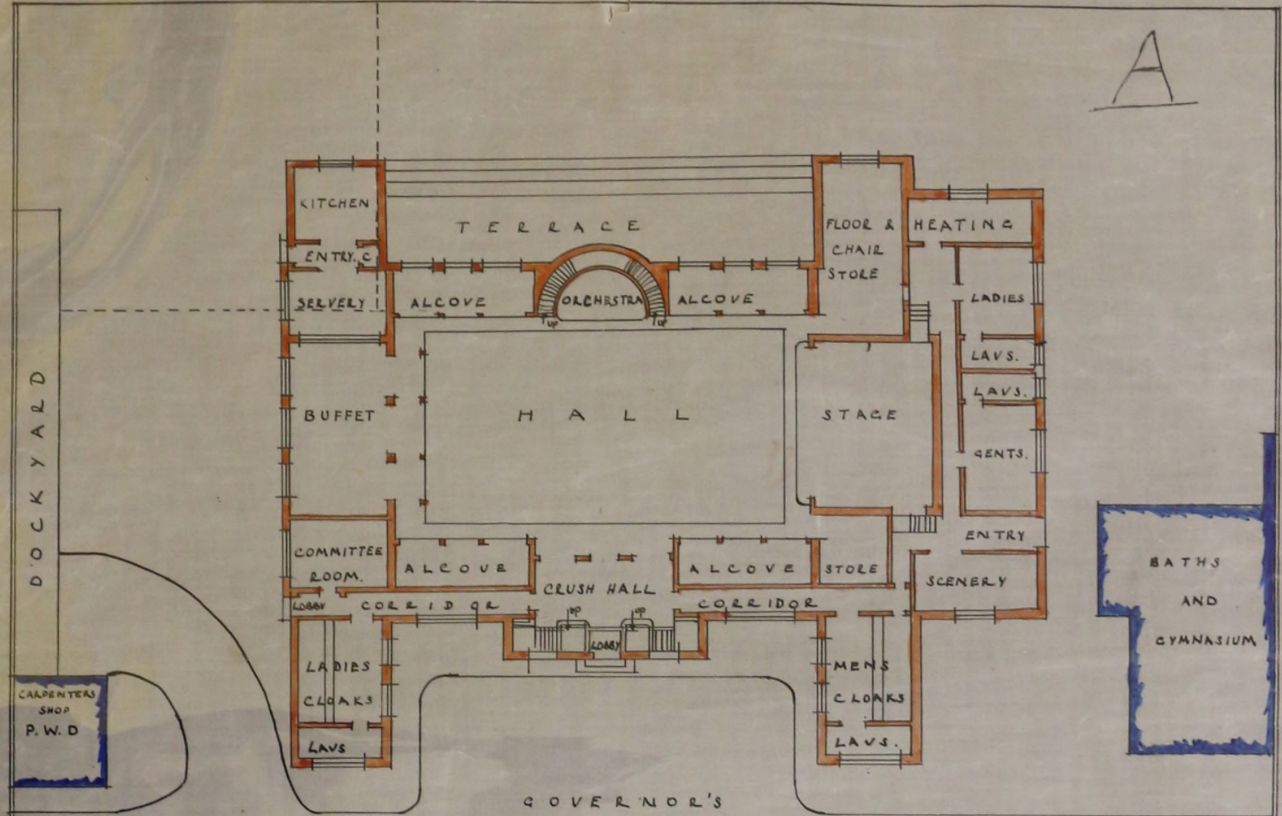 A
KITCHEN
TERRACE
FLOOR &
CHAIR
STORE
HEATING
ENTRY. C
SERVERY
ALCOVE
ORCHESTRA
ALCOVE
LADIES
UP
UP
LAVS.
LAVS.
DOCKYARD
BUFFET
HALL
STAGE
GENTS.
ENTRY
COMMITTEE
ROOM.
ALCOVE
ALCOVE
STORE
SCENERY
BATHS
AND
GYMNASIUM
CRUSH HALL
LOBBY
CORRIDOR
CORRIDOR
UP
UP
LOBBY
LADIES
CLOAKS
MENS
CLOAKS
CARPENTERS
SHOP
P.W.D
LAVS
LAVS.
GOVERNOR'S